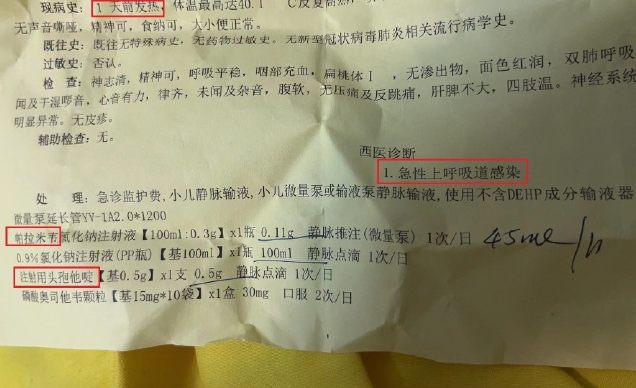 现病史: 1 天前发热, 体温最高达40.1 C反复高热,
无声音嘶哑, 精神可, 食纳可, 大小便正常。
既往史: 既往无特殊病史, 无药物过敏史。无新型冠状病毒肺炎相关流行病学史。
过敏史: 否认。
检 查: 神志清, 精神可, 呼吸平稳, 咽部充血, 扁桃体Ⅰ , 无渗出物, 面色红润, 双肺呼吸
闻及干湿啰音, 心音有力, 律齐, 未闻及杂音, 腹软, 无压痛及反跳痛, 肝脾不大, 四肢温。神经系统
明显异常。无皮疹。
辅助检查: 无。
西医诊断
1. 急性上呼吸道感染
处 理: 急诊监护费, 小儿静脉输液, 小儿微量泵或输液泵静脉输液, 使用不含DEHP成分输液器
微量泵延长管YV-1A2.0*1200
帕拉米韦氯化钠注射液【100ml:0.3g】x1瓶 0.11g 静脉推注(微量泵) 1次/日 45ml/h
0.9%氯化钠注射液(PP瓶)【基100ml】x1瓶 100ml 静脉点滴 1次/日
注射用头孢他啶【基0.5g】x1支 0.5g 静脉点滴 1次/日
磷酸奥司他韦颗粒【基15mg*10袋】x1盒 30mg 口服 2次/日